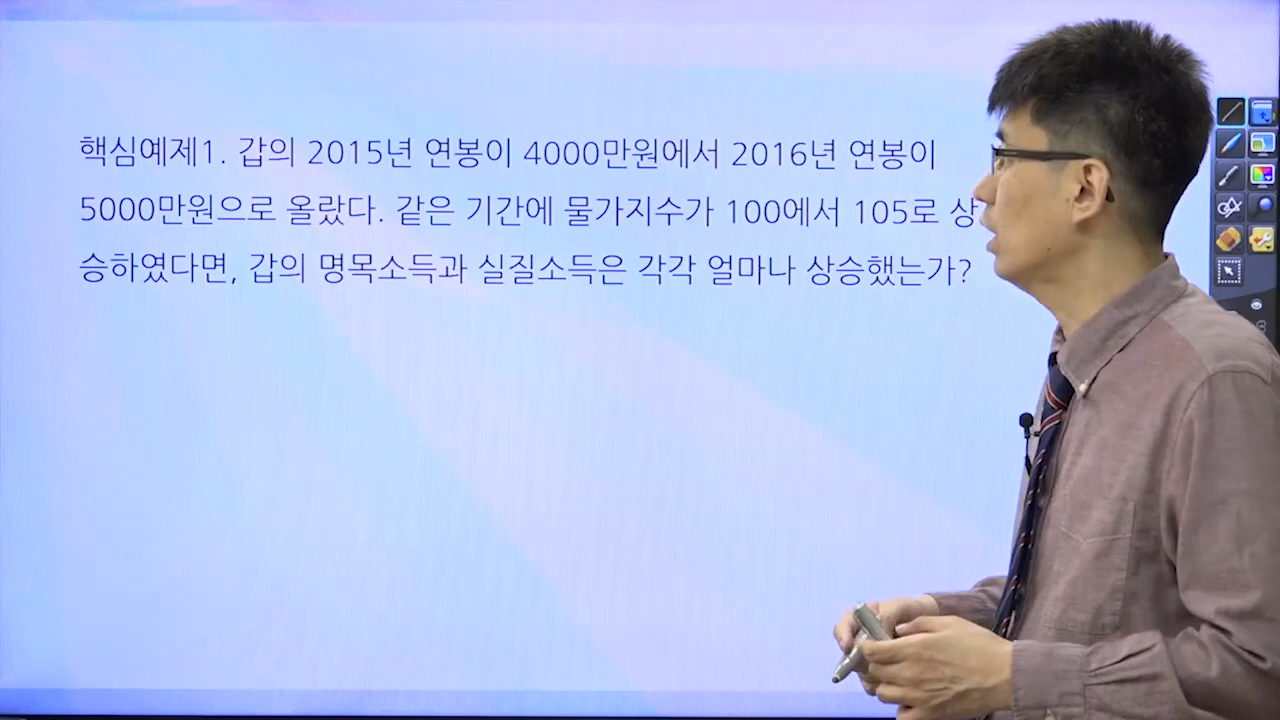 핵심예제1. 갑의 2015년 연봉이 4000만원에서 2016년 연봉이
5000만원으로 올랐다. 같은 기간에 물가지수가 100에서 105로 상
승하였다면, 갑의 명목소득과 실질소득은 각각 얼마나 상승했는가?